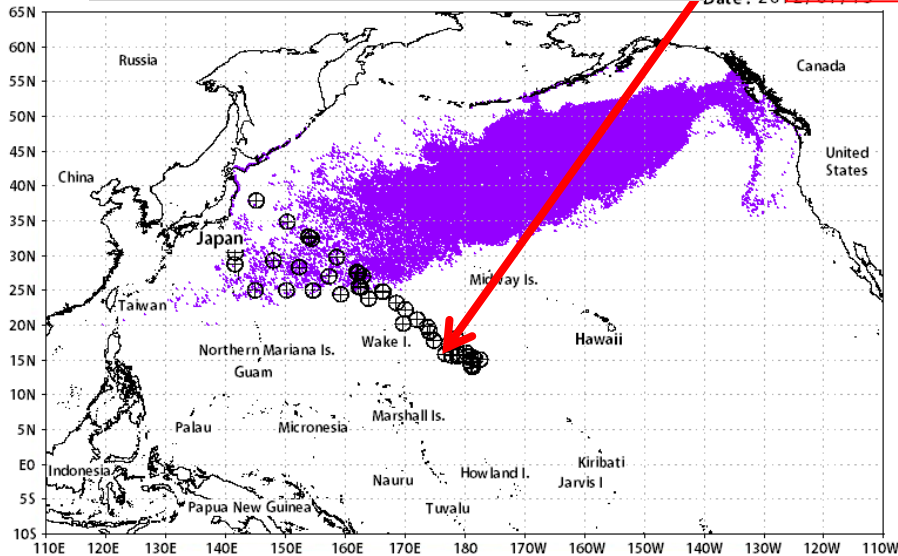 Date :
65N
60N
Russia
Canada
55N
50N
45N
United
States
China
40N
35N
Japan
30N
Midway Is.
25N
Taiwan
20N
Northern Mariana Is.
Wake I.
Hawaii
15N
Guam
10N
Marshall Is.
5N
Palau
Micronesia
EQ
Indonesia
Kiribati
Howland I.
Nauru
Jarvis I
5S
Papua New Guinea
Tuvalu
10S
110E 120E 130E 140E 150E 160E 170E 180 170W 160W 150W 140W 130W 120W 110W